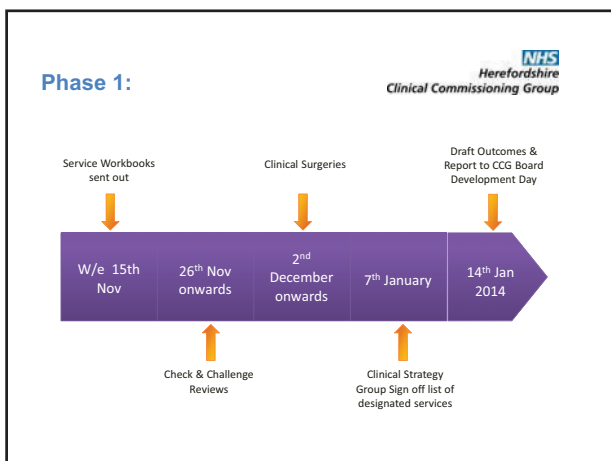 Phase 1:
NHS
Herefordshire
Clinical Commissioning Group
Service Workbooks
sent out
Clinical Surgeries
Draft Outcomes &
Report to CCG Board
Development Day
W/e 15th
Nov
26th Nov
onwards
2nd
December
onwards
7th January
14th Jan
2014
Check & Challenge
Reviews
Clinical Strategy
Group Sign off list of
designated services